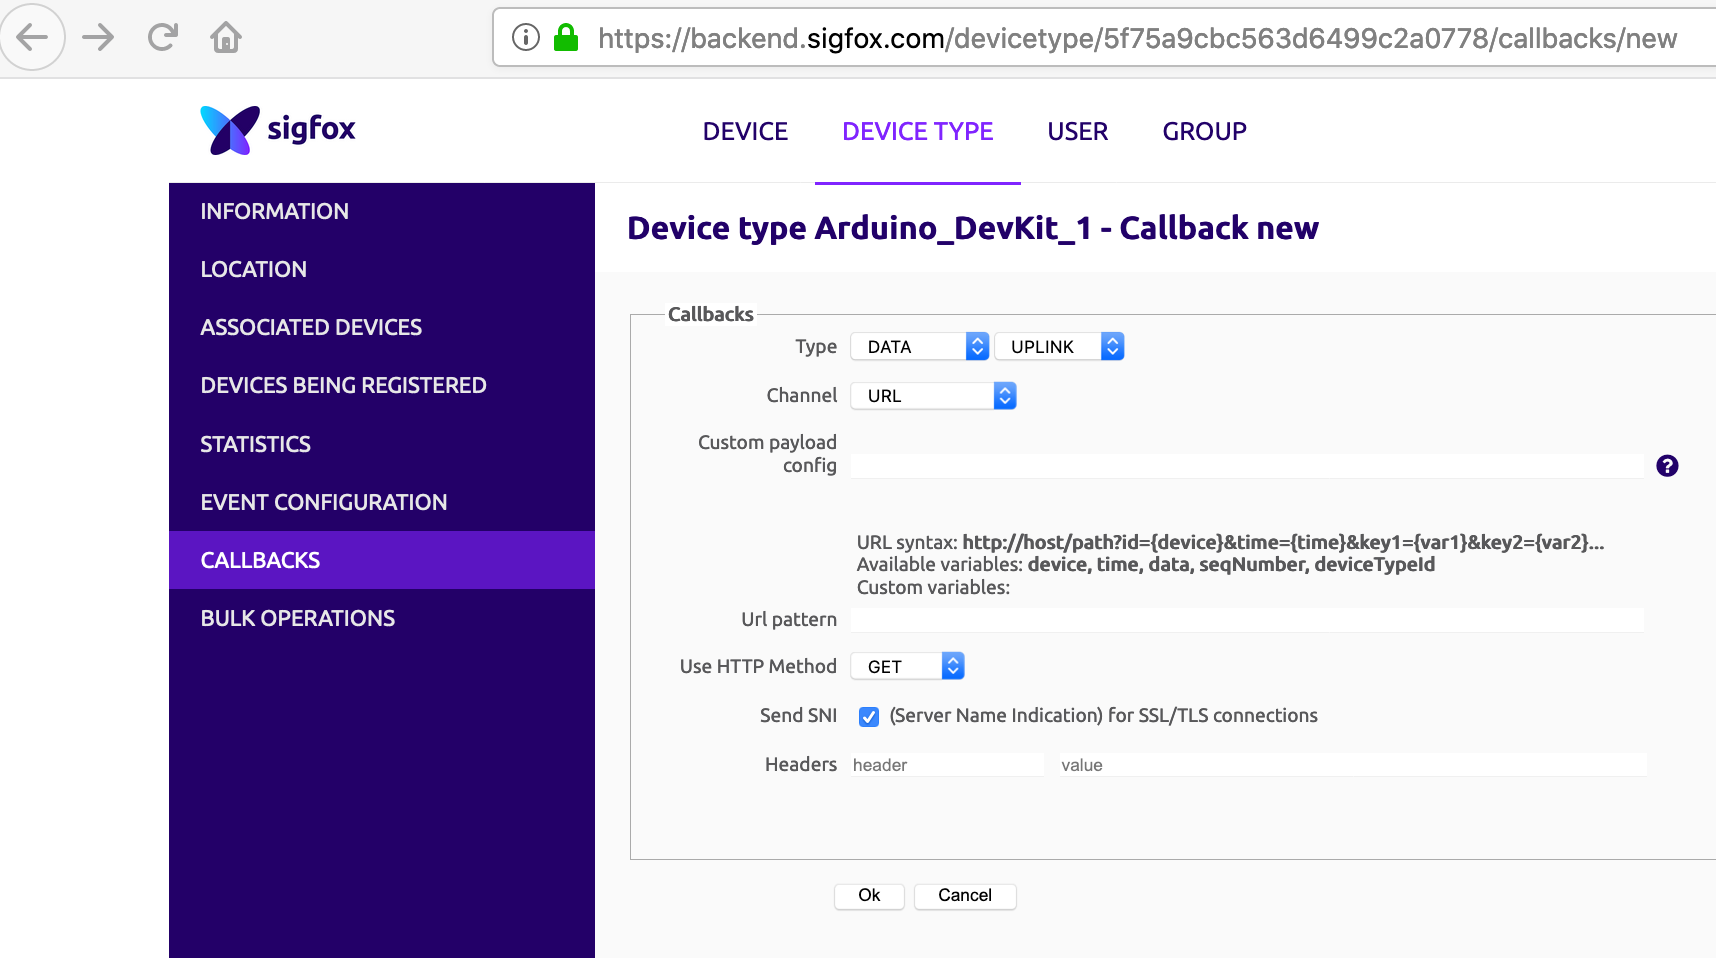 https://backend.sigfox.com/devicetype/5f75a9cbc563d6499c2a0778/callbacks/new
sigfox
DEVICE DEVICE TYPE USER GROUP
INFORMATION
LOCATION
ASSOCIATED DEVICES
DEVICES BEING REGISTERED
STATISTICS
EVENT CONFIGURATION
CALLBACKS
BULK OPERATIONS
Device type Arduino_DevKit_1 - Callback new
Callbacks
Type DATA UPLINK
Channel URL
Custom payload
config
?
URL syntax: http://host/path?id={device}&time={time}&key1={var1}&key2={var2}...
Available variables: device, time, data, seqNumber, deviceTypeId
Custom variables:
Url pattern
Use HTTP Method GET
Send SNI (Server Name Indication) for SSL/TLS connections
Headers header value
Ok Cancel